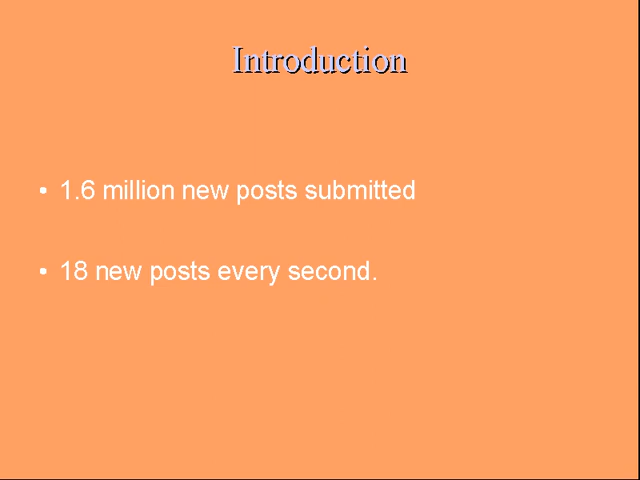 Introduction
• 1.6 million new posts submitted
• 18 new posts every second.